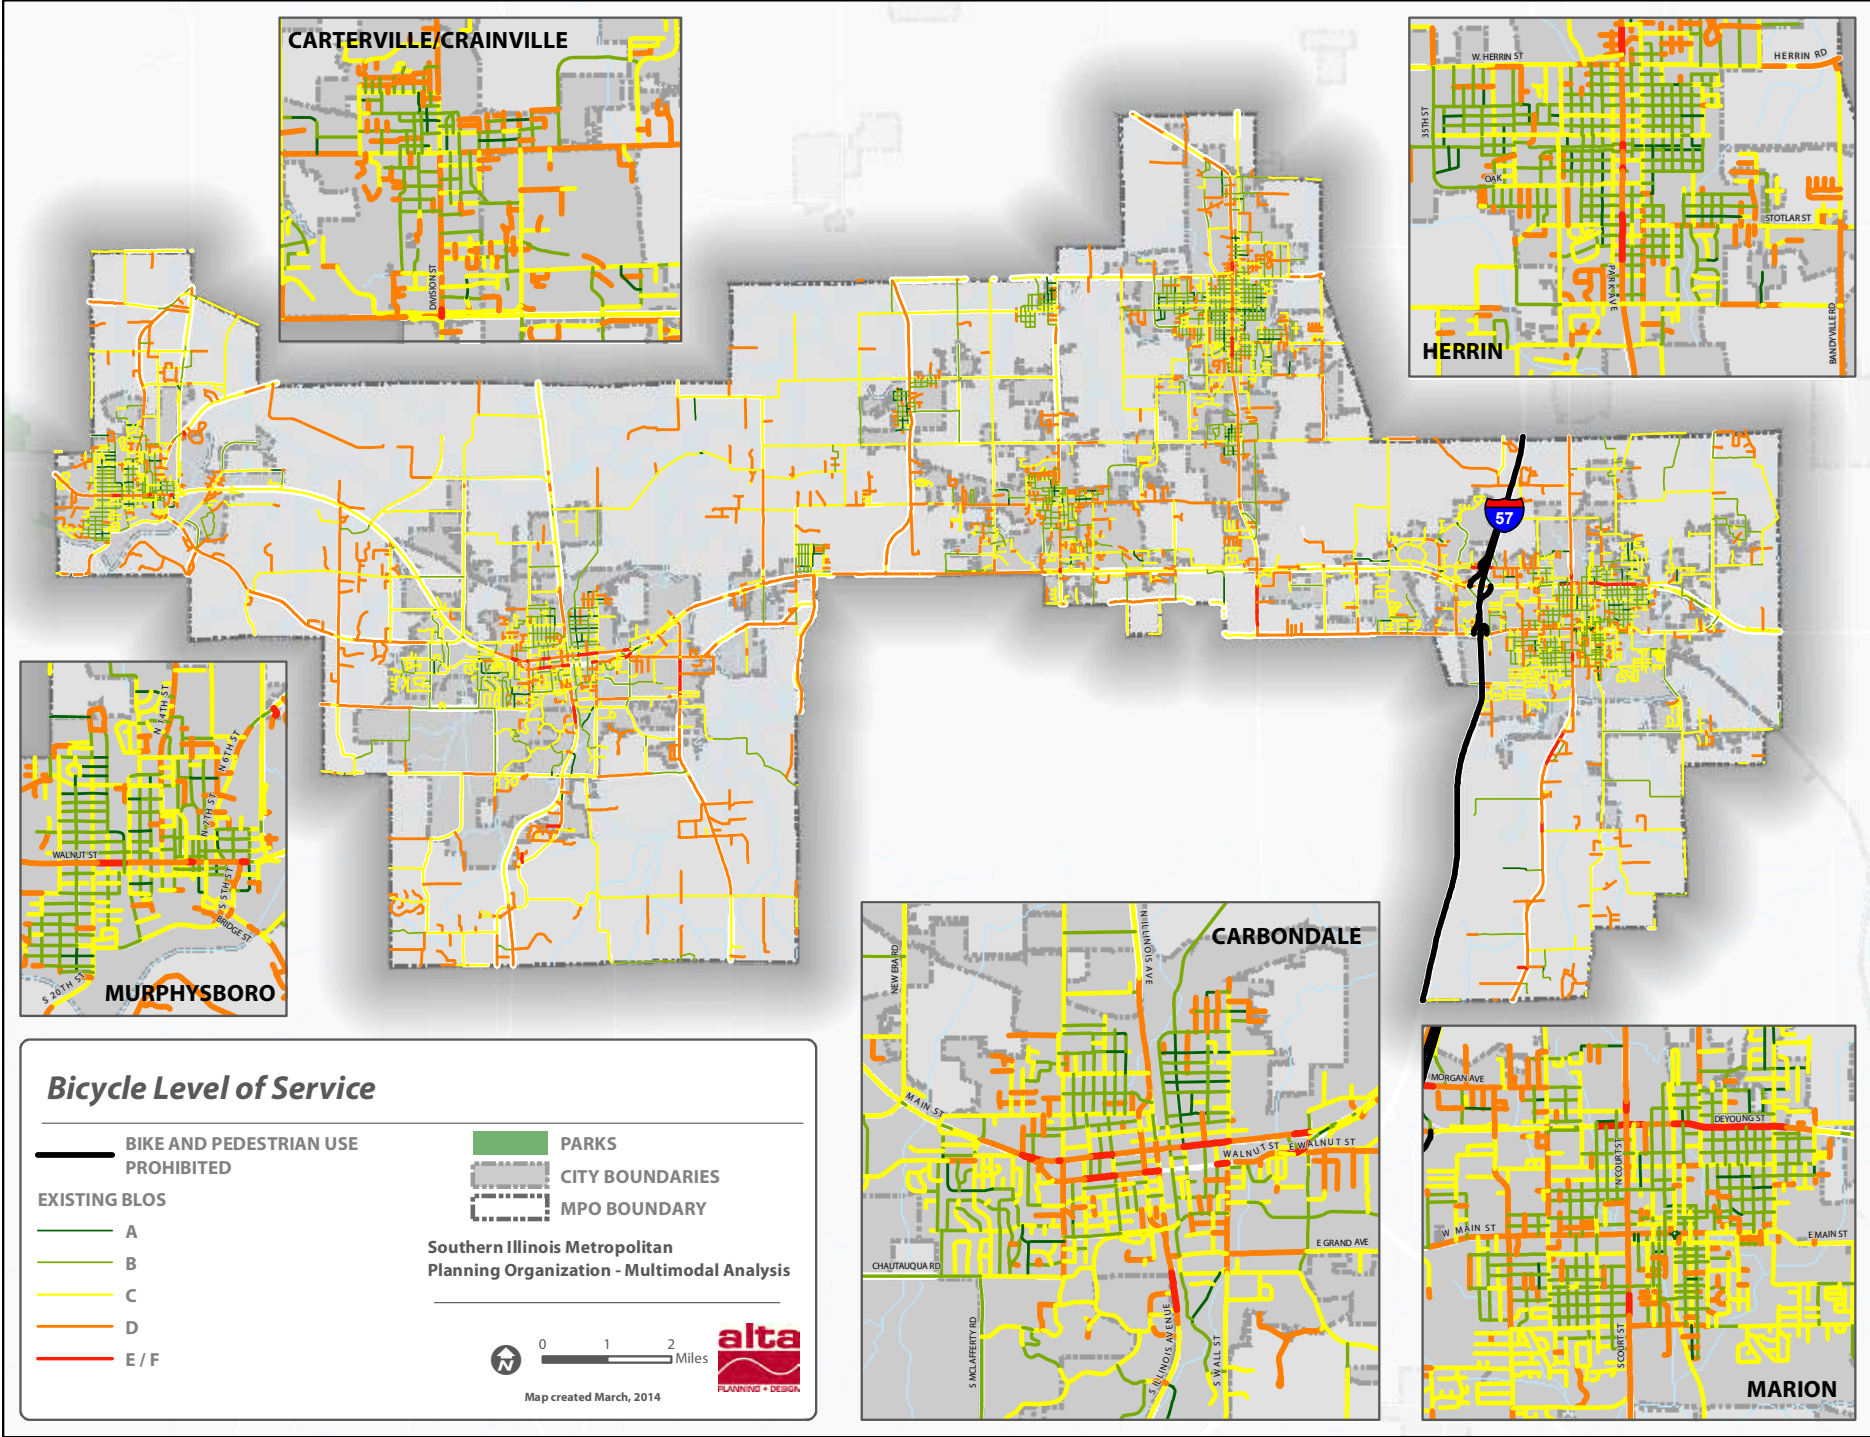 CARTERVILLE/CRAINVILLE
DIVISION ST
W. HERRIN ST
HERRIN RD
35TH ST
OAK
STOTLAR ST
PARK AVE
BANDYVILLE RD
HERRIN
57
N 14TH ST
N 6TH ST
N 7TH ST
WALNUT ST
S 5TH ST
BRIDGE ST
S 20TH ST
MURPHYSBORO
CARBONDALE
N ILLINOIS AVE
NEW ERA RD
MAIN ST
WALNUT ST
E WALNUT ST
E GRAND AVE
CHAUTAUQUA RD
S MCLAFFERTY RD
S ILLINOIS AVENUE
S WALL ST
MORGAN AVE
DEYOUNG ST
N COURT ST
W MAIN ST
E MAIN ST
S COURT ST
MARION
Bicycle Level of Service
BIKE AND PEDESTRIAN USE
PROHIBITED
EXISTING BLOS
A
B
C
D
E / F
PARKS
CITY BOUNDARIES
MPO BOUNDARY
Southern Illinois Metropolitan
Planning Organization - Multimodal Analysis
N
0 1 2
Miles
Map created March, 2014
alta
PLANNING + DESIGN